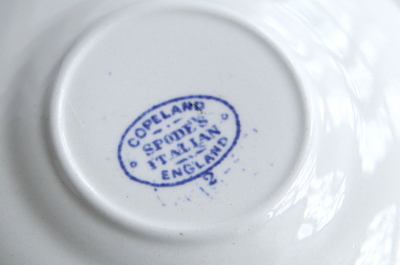 COPELAND
SPODE'S
ITALIAN
ENGLAND
2